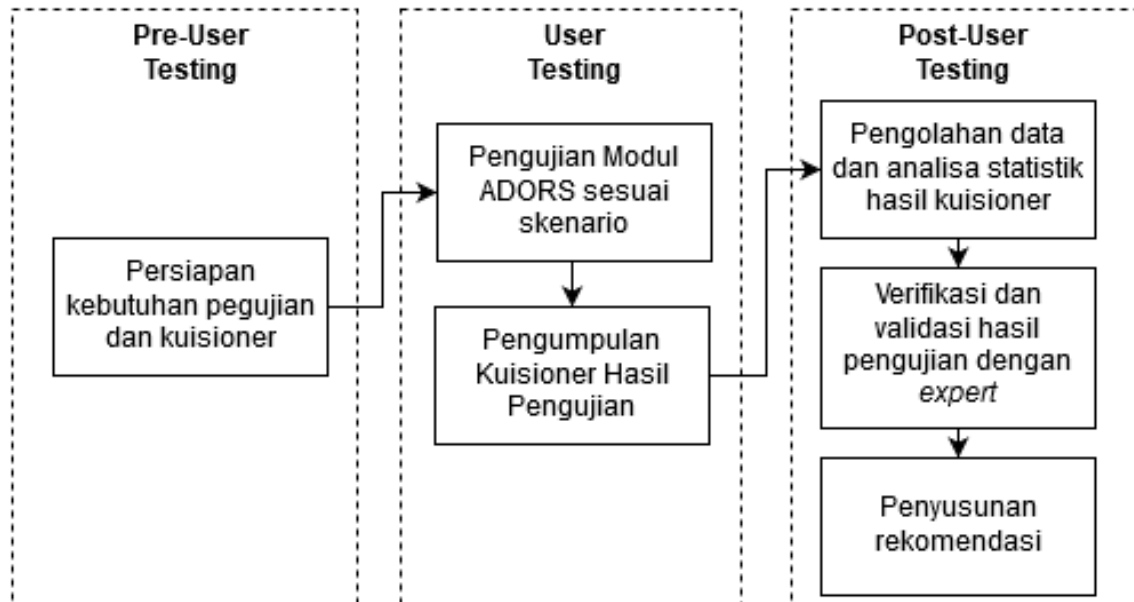 Pre-User
Testing
Persiapan
kebutuhan pegujian
dan kuisioner
User
Testing
Pengujian Modul
ADORS sesuai
skenario
Pengumpulan
Kuisioner Hasil
Pengujian
Post-User
Testing
Pengolahan data
dan analisa statistik
hasil kuisioner
Verifikasi dan
validasi hasil
pengujian dengan
expert
Penyusunan
rekomendasi